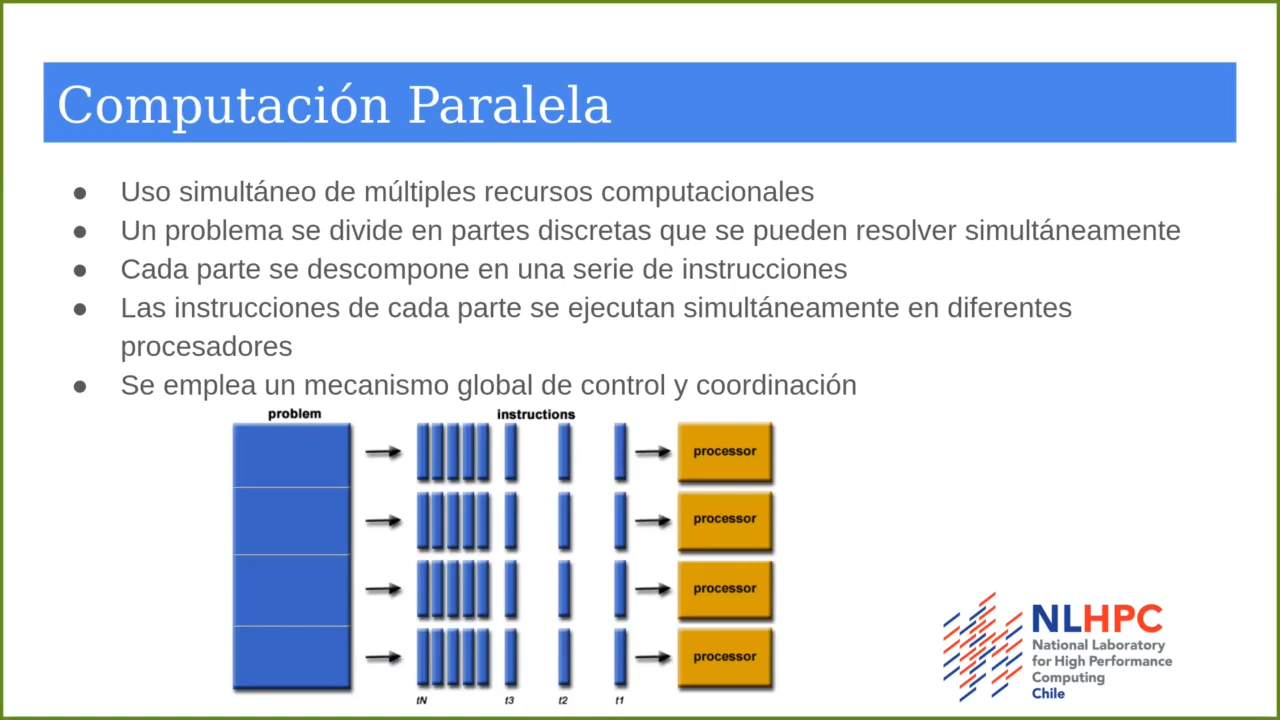 Computación Paralela
● Uso simultáneo de múltiples recursos computacionales
● Un problema se divide en partes discretas que se pueden resolver simultáneamente
● Cada parte se descompone en una serie de instrucciones
● Las instrucciones de cada parte se ejecutan simultáneamente en diferentes
procesadores
● Se emplea un mecanismo global de control y coordinación
problem
instructions
processor
processor
processor
processor
tN t3 t2 t1
NLHPC
National Laboratory
for High Performance
Computing
Chile